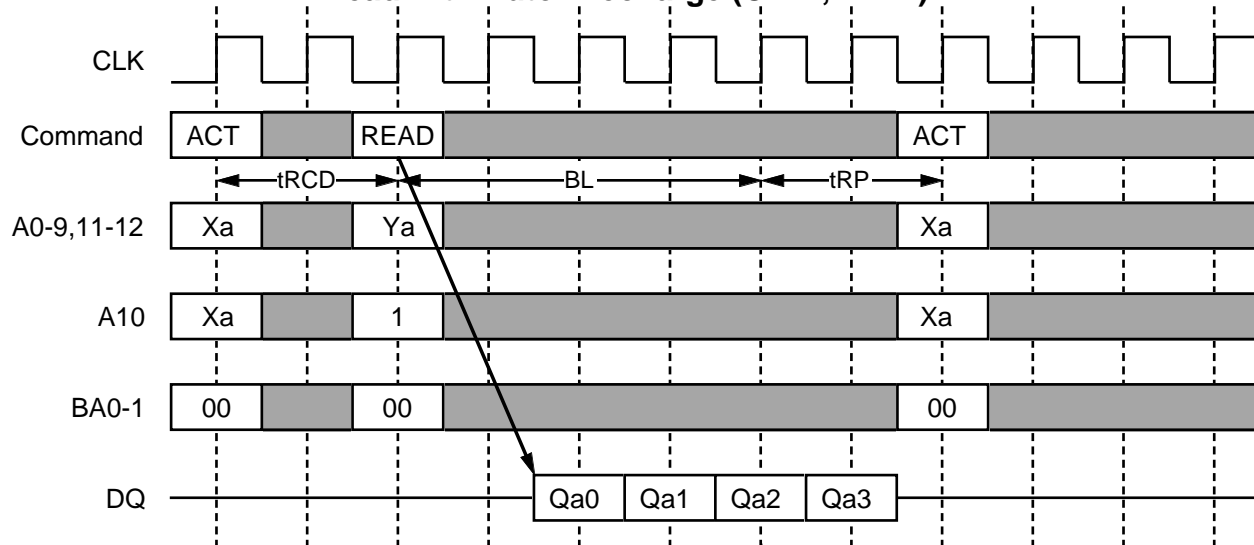 CLK
Command ACT READ ACT
tRCD BL tRP
A0-9,11-12 Xa Ya Xa
A10 Xa 1 Xa
BA0-1 00 00 00
DQ Qa0 Qa1 Qa2 Qa3